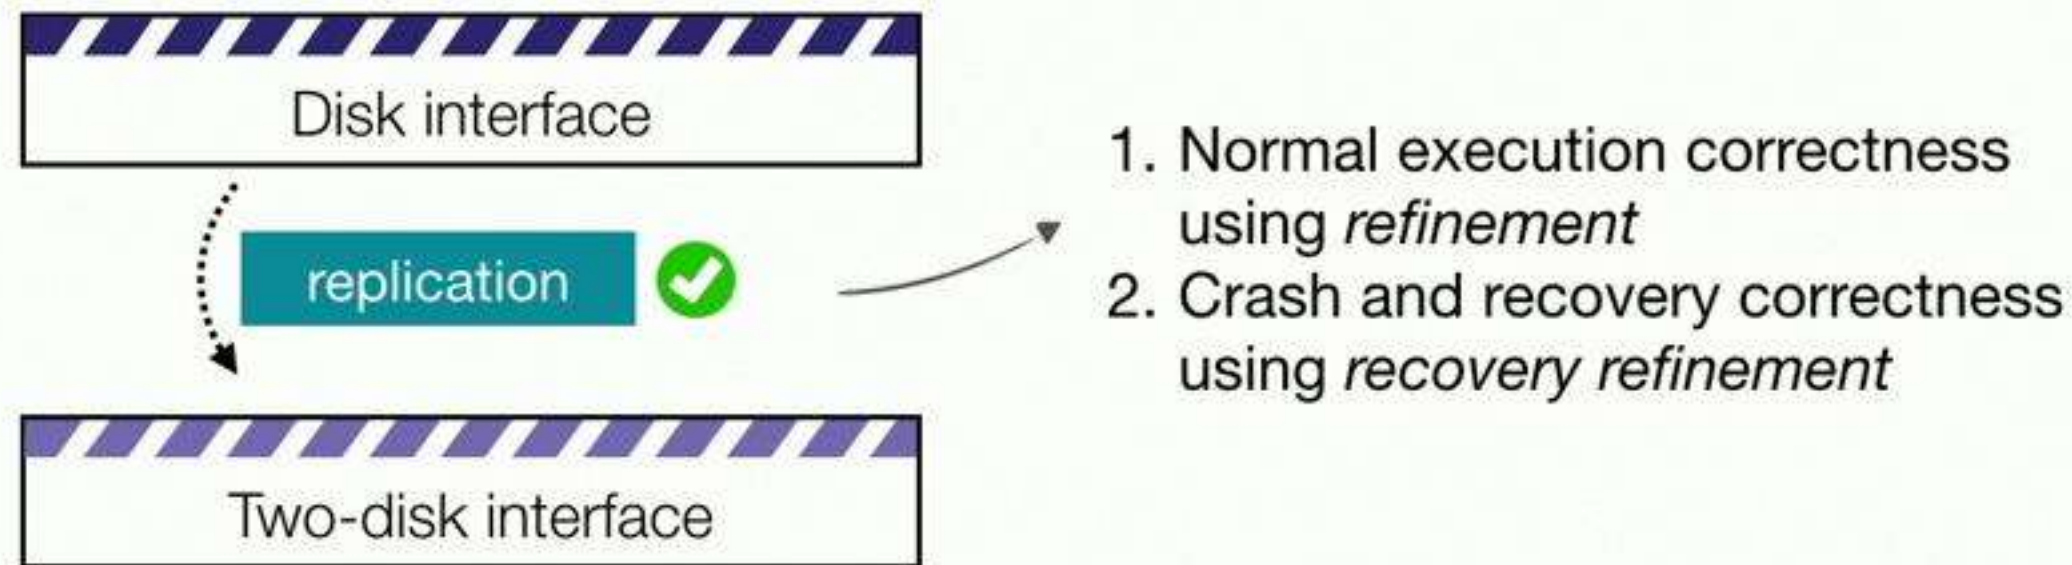 Disk interface
replication
Two-disk interface
1. Normal execution correctness
using refinement
2. Crash and recovery correctness
using recovery refinement